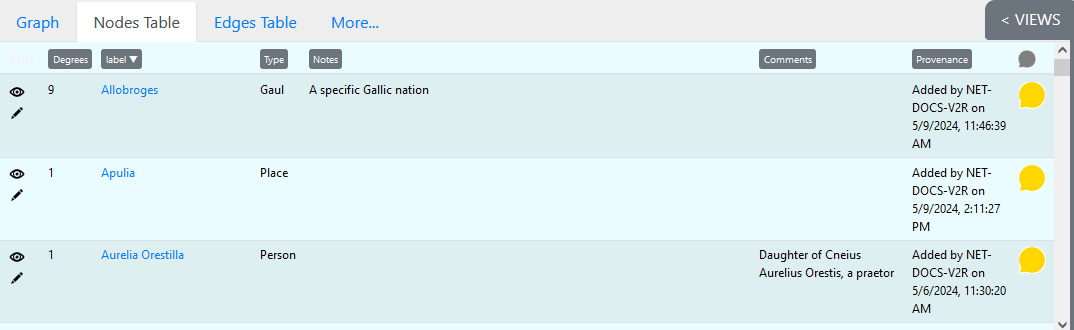 Graph Nodes Table Edges Table More... < VIEWS
Degrees label ▼ Type Notes Comments Provenance
9 Allobroges Gaul A specific Gallic nation Added by NET-
DOCS-V2R on
5/9/2024, 11:46:39
AM
1 Apulia Place Added by NET-
DOCS-V2R on
5/9/2024, 2:11:27
PM
1 Aurelia Orestilla Person Daughter of Cneius Added by NET-
Aurelius Orestis, a praetor DOCS-V2R on
5/6/2024, 11:30:20
AM